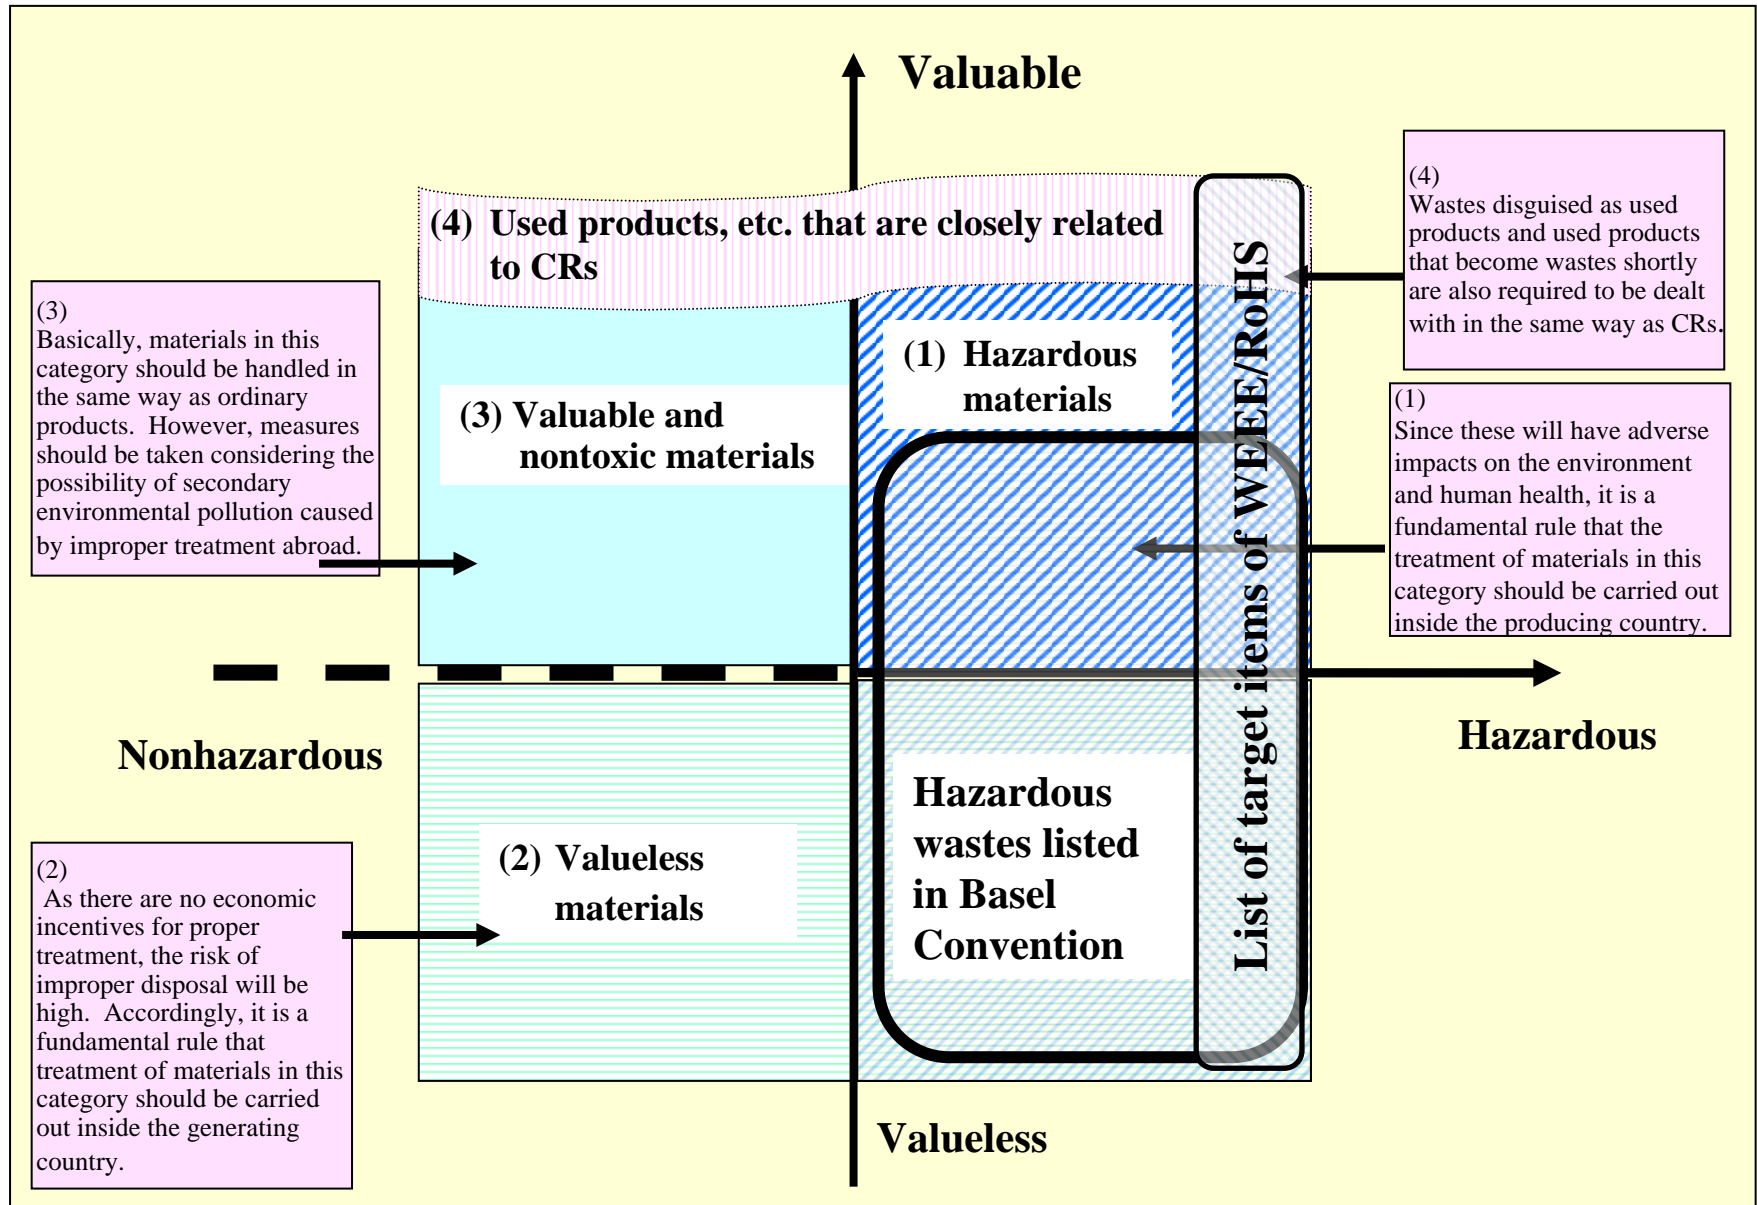 Valuable
(4) Used products, etc. that are closely related
to CRs
(4)
Wastes disguised as used
products and used products
that become wastes shortly
are also required to be dealt
with in the same way as CRs.
(3)
Basically, materials in this
category should be handled in
the same way as ordinary
products. However, measures
should be taken considering the
possibility of secondary
environmental pollution caused
by improper treatment abroad.
(3) Valuable and
nontoxic materials
(1) Hazardous
materials
List of target items of WEEE/RoHS
(1)
Since these will have adverse
impacts on the environment
and human health, it is a
fundamental rule that the
treatment of materials in this
category should be carried out
inside the producing country.
Nonhazardous
Hazardous
(2)
As there are no economic
incentives for proper
treatment, the risk of
improper disposal will be
high. Accordingly, it is a
fundamental rule that
treatment of materials in this
category should be carried
out inside the generating
country.
(2) Valueless
materials
Hazardous
wastes listed
in Basel
Convention
Valueless